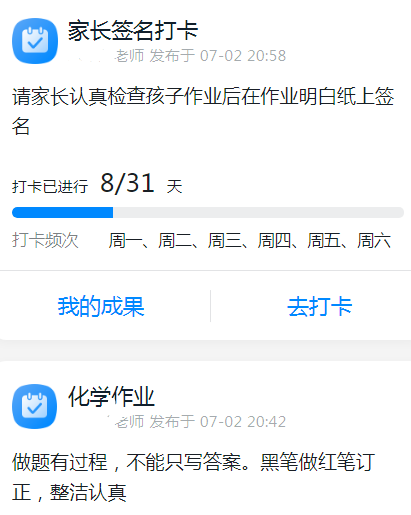 家长签名打卡
老师 发布于 07-02 20:58
请家长认真检查孩子作业后在作业明白纸上签
名
打卡已进行 8/31 天
打卡频次 周一、周二、周三、周四、周五、周六
我的成果 去打卡
化学作业
老师 发布于 07-02 20:42
做题有过程，不能只写答案。黑笔做红笔订
正，整洁认真